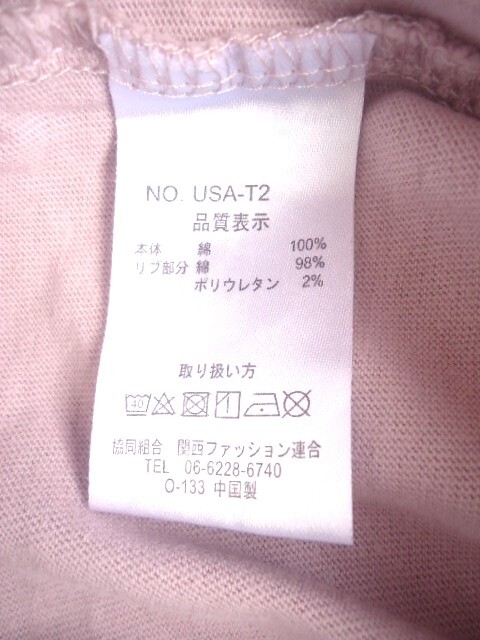 NO. USA-T2
品質表示
本体 綿 100%
リブ部分 綿 98%
ポリウレタン 2%
取り扱い方
40
協同組合 関西ファッション連合
TEL 06-6228-6740
O-133 中国製